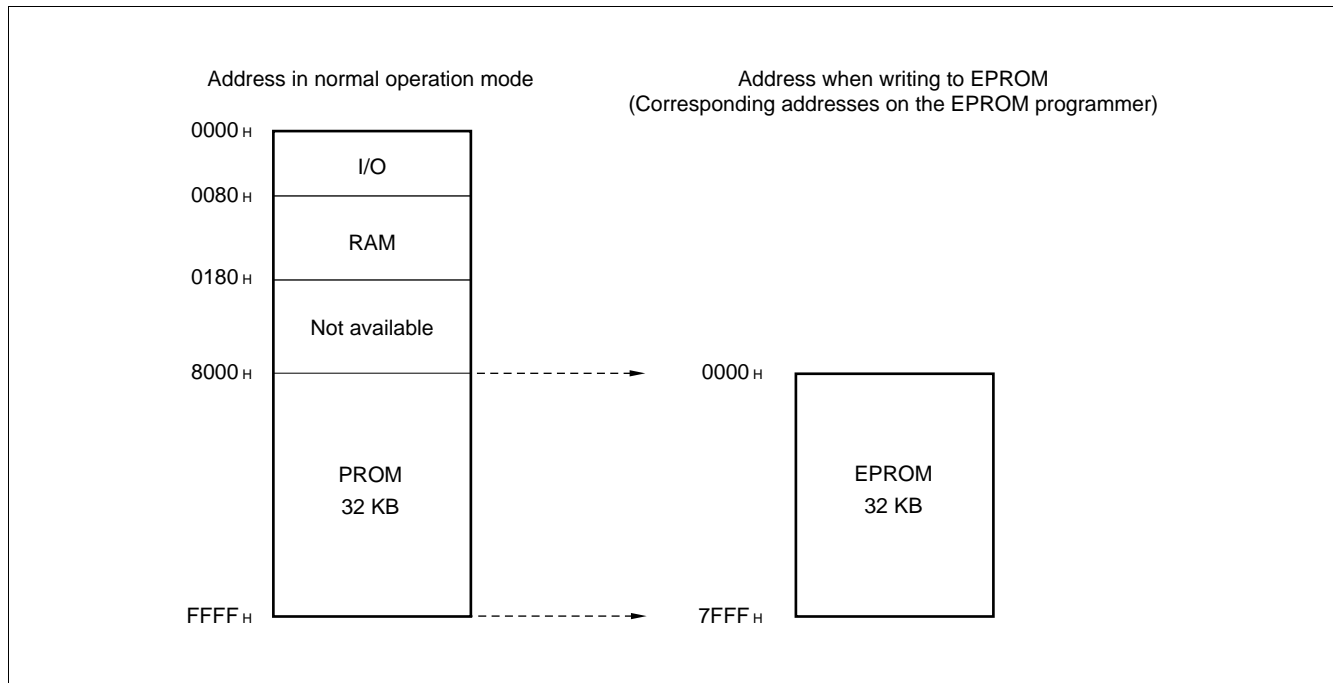 Address in normal operation mode
Address when writing to EPROM
(Corresponding addresses on the EPROM programmer)
0000 H
I/O
0080 H
RAM
0180 H
Not available
8000 H
0000 H
PROM
32 KB
EPROM
32 KB
FFFF H
7FFF H